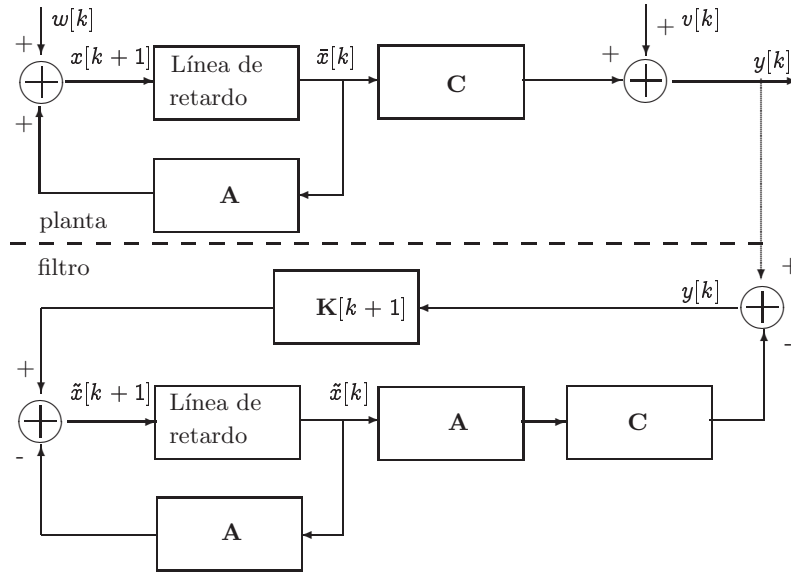 w[k]
v[k]
+
x[k + 1]
Línea de
retardo
x̄[k]
C
+
+
y[k]
+
A
planta
filtro
K[k + 1]
y[k]
+
-
+
x̃[k + 1]
Línea de
retardo
x̃[k]
A
C
-
A